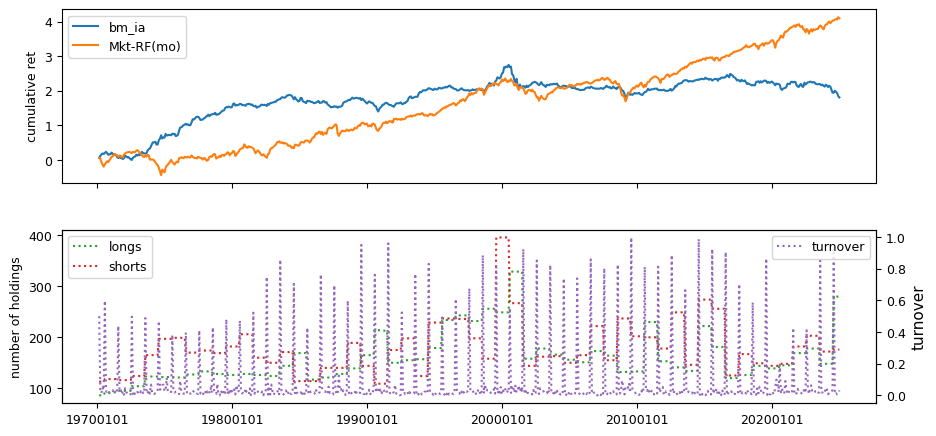 bm_ia
Mkt-RF(mo)
cumulative ret
4
3
2
1
0
longs
shorts
turnover
number of holdings
400
300
200
100
1.0
0.8
0.6
0.4
0.2
0.0
turnover
19700101
19800101
19900101
20000101
20100101
20200101